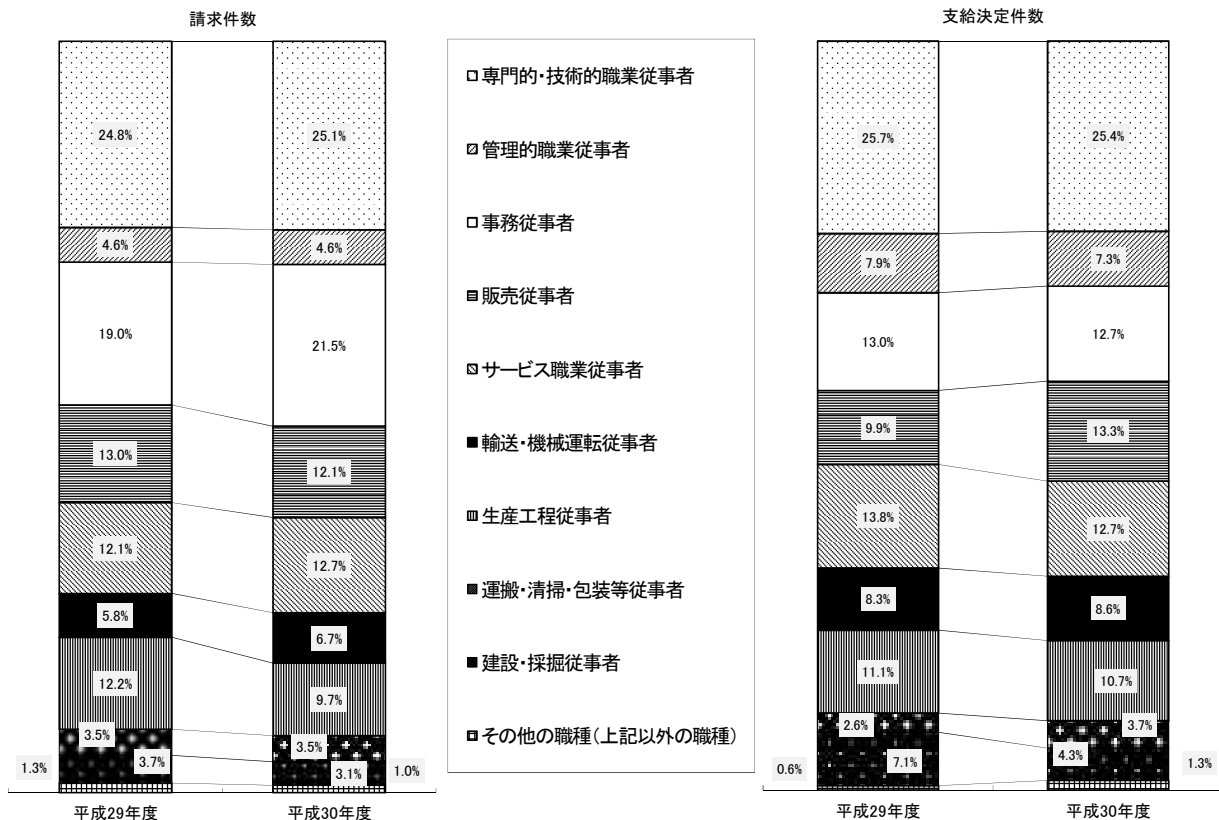 請求件数
24.8%
4.6%
19.0%
13.0%
12.1%
5.8%
12.2%
3.5%
3.7%
1.3%
平成29年度
25.1%
4.6%
21.5%
12.1%
12.7%
6.7%
9.7%
3.5%
3.1%
1.0%
平成30年度
専門的・技術的職業従事者
管理的職業従事者
事務従事者
販売従事者
サービス職業従事者
輸送・機械運転従事者
生産工程従事者
運搬・清掃・包装等従事者
建設・採掘従事者
その他の職種(上記以外の職種)
支給決定件数
25.7%
7.9%
13.0%
9.9%
13.8%
8.3%
11.1%
2.6%
7.1%
0.6%
平成29年度
25.4%
7.3%
12.7%
13.3%
12.7%
8.6%
10.7%
3.7%
4.3%
1.3%
平成30年度